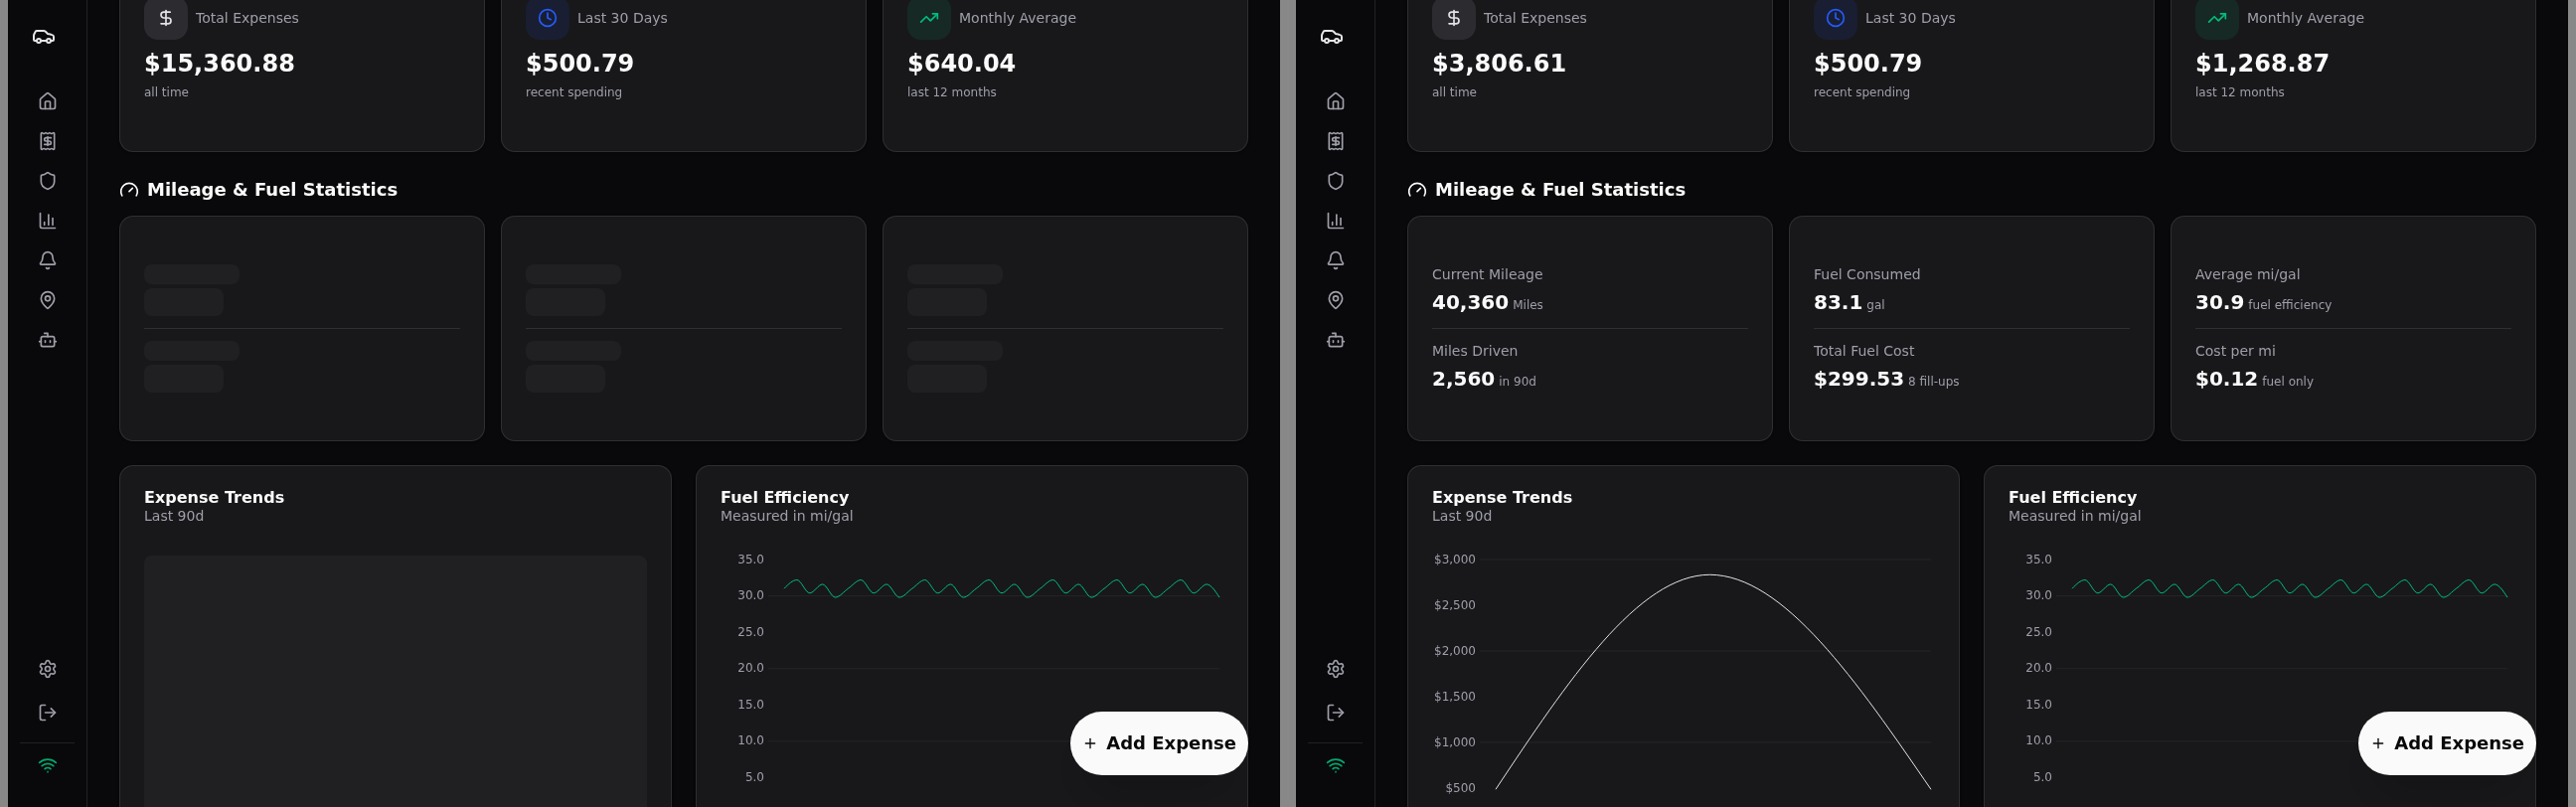 Total Expenses
$15,360.88
all time
Last 30 Days
$500.79
recent spending
Monthly Average
$640.04
last 12 months
Mileage & Fuel Statistics
Expense Trends
Last 90d
Fuel Efficiency
Measured in mi/gal
35.0
30.0
25.0
20.0
15.0
10.0
5.0
+ Add Expense
Total Expenses
$3,806.61
all time
Last 30 Days
$500.79
recent spending
Monthly Average
$1,268.87
last 12 months
Mileage & Fuel Statistics
Current Mileage
40,360 Miles
Miles Driven
2,560 in 90d
Fuel Consumed
83.1 gal
Total Fuel Cost
$299.53 8 fill-ups
Average mi/gal
30.9 fuel efficiency
Cost per mi
$0.12 fuel only
Expense Trends
Last 90d
$3,000
$2,500
$2,000
$1,500
$1,000
$500
Fuel Efficiency
Measured in mi/gal
35.0
30.0
25.0
20.0
15.0
10.0
5.0
+ Add Expense